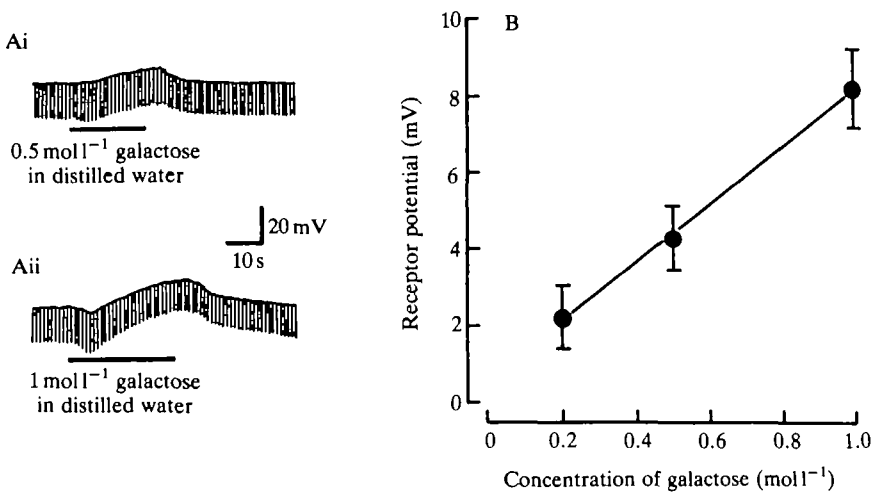 Ai
0.5 mol l⁻¹ galactose
in distilled water
20 mV
10 s
Aii
1 mol l⁻¹ galactose
in distilled water
B
Receptor potential (mV)
10
8
6
4
2
0
0 0.2 0.4 0.6 0.8 1.0
Concentration of galactose (mol l⁻¹)